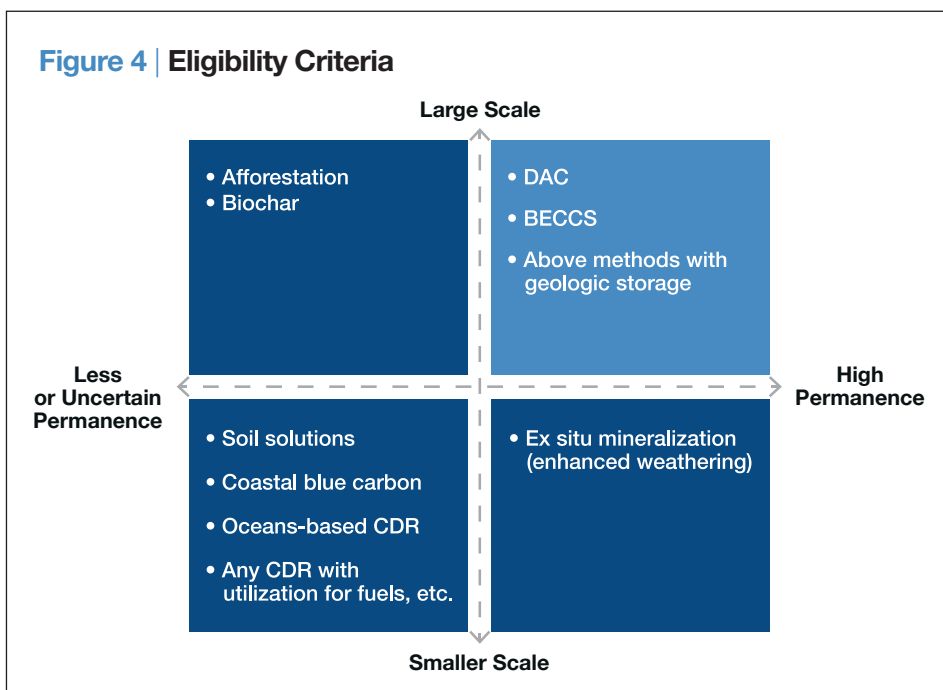 Figure 4 | Eligibility Criteria
Large Scale
• Afforestation
• Biochar
• DAC
• BECCS
• Above methods with
geologic storage
Less
or Uncertain
Permanence
High
Permanence
• Soil solutions
• Coastal blue carbon
• Oceans-based CDR
• Any CDR with
utilization for fuels, etc.
• Ex situ mineralization
(enhanced weathering)
Smaller Scale